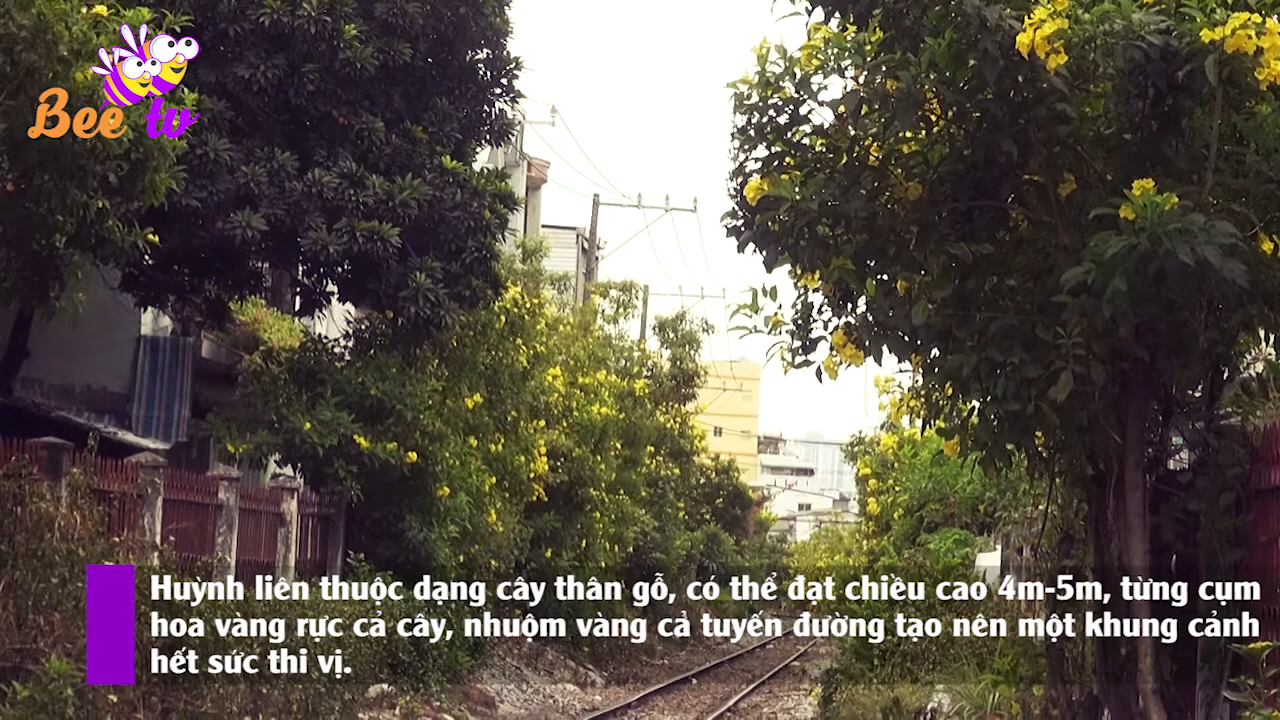 Bee tv
Huỳnh liên thuộc dạng cây thân gỗ, có thể đạt chiều cao 4m-5m, từng cụm
hoa vàng rực cả cây, nhuộm vàng cả tuyến đường tạo nên một khung cảnh
hết sức thi vị.